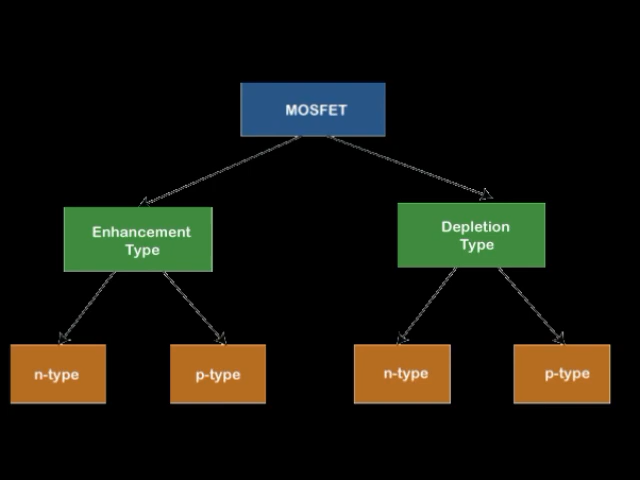 MOSFET
Enhancement
Type
Depletion
Type
n-type
p-type
n-type
p-type